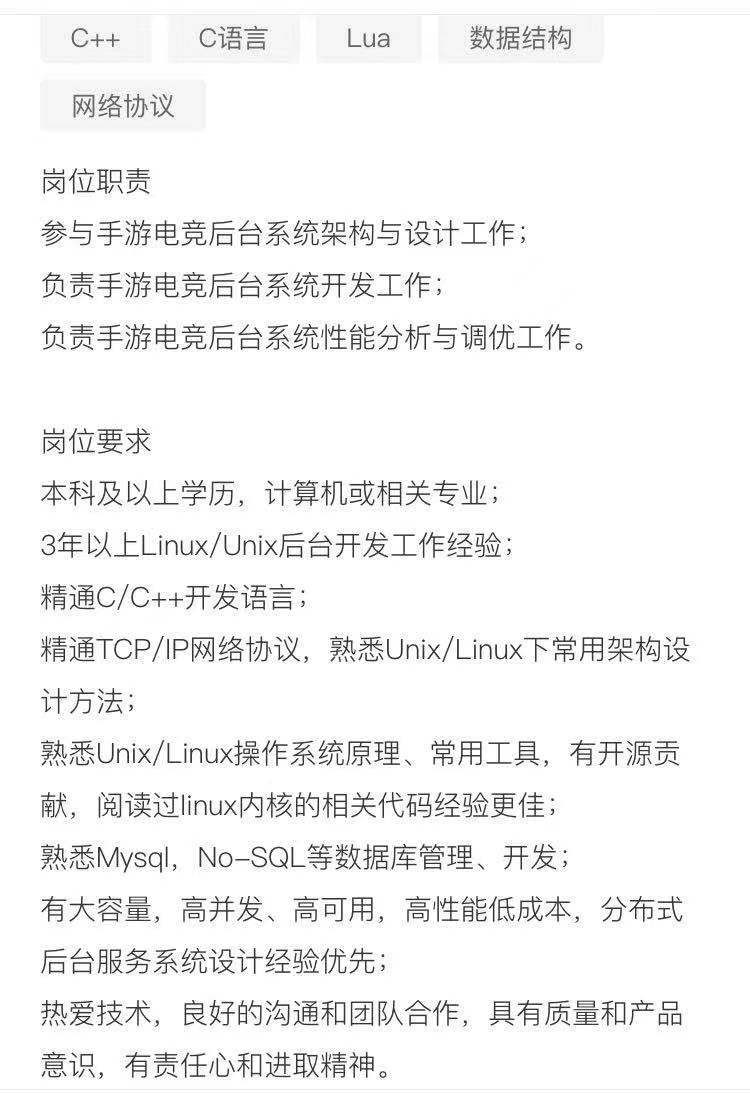 C++ C语言 Lua 数据结构
网络协议
岗位职责
参与手游电竞后台系统架构与设计工作；
负责手游电竞后台系统开发工作；
负责手游电竞后台系统性能分析与调优工作。
岗位要求
本科及以上学历，计算机或相关专业；
3年以上Linux/Unix后台开发工作经验；
精通C/C++开发语言；
精通TCP/IP网络协议，熟悉Unix/Linux下常用架构设
计方法；
熟悉Unix/Linux操作系统原理、常用工具，有开源贡
献，阅读过linux内核的相关代码经验更佳；
熟悉Mysql，No-SQL等数据库管理、开发；
有大容量，高并发、高可用，高性能低成本，分布式
后台服务系统设计经验优先；
热爱技术，良好的沟通和团队合作，具有质量和产品
意识，有责任心和进取精神。